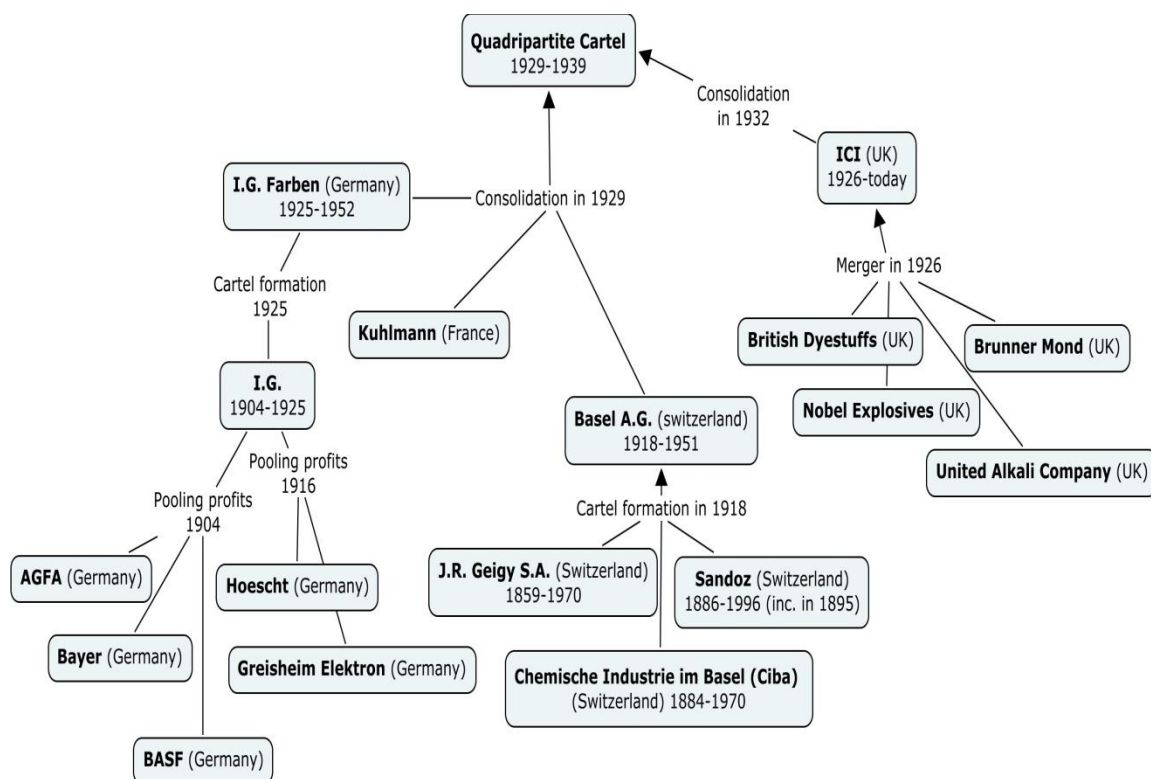 Quadripartite Cartel
1929-1939
Consolidation
in 1932
ICI (UK)
1926-today
I.G. Farben (Germany)
1925-1952
Consolidation in 1929
Merger in 1926
Cartel formation
1925
Kuhlmann (France)
British Dyestuffs (UK)
Brunner Mond (UK)
I.G.
1904-1925
Nobel Explosives (UK)
Basel A.G. (switzerland)
1918-1951
United Alkali Company (UK)
Pooling profits
1916
Pooling profits
1904
Cartel formation in 1918
AGFA (Germany)
Hoescht (Germany)
J.R. Geigy S.A. (Switzerland)
1859-1970
Sandoz (Switzerland)
1886-1996 (inc. in 1895)
Bayer (Germany)
Greisheim Elektron (Germany)
Chemische Industrie im Basel (Ciba)
(Switzerland) 1884-1970
BASF (Germany)